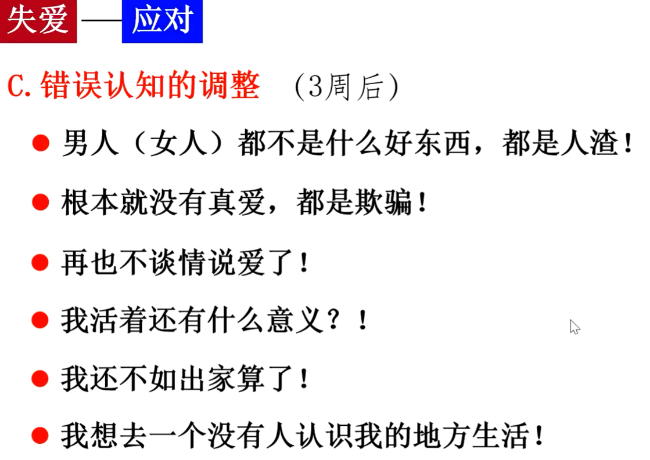 失爱——应对
C.错误认知的调整 (3周后)
●男人（女人）都不是什么好东西，都是人渣！
●根本就没有真爱，都是欺骗！
●再也不谈情说爱了！
●我活着还有什么意义？！
●我还不如出家算了！
●我想去一个没有人认识我的地方生活！